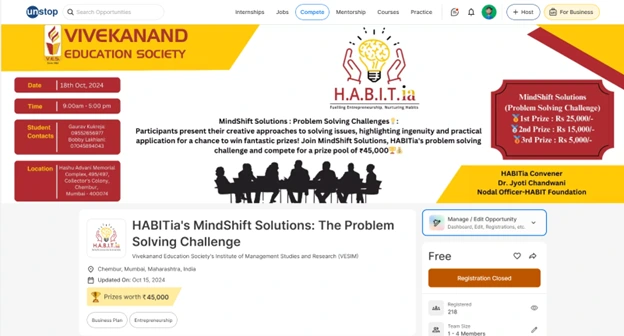 unstop
Search Opportunities
Internships
Jobs
Compete
Mentorship
Courses
Practice
+ Host
For Business
VIVEKANAND
EDUCATION SOCIETY
V.E.S.
Date
18th Oct, 2024
Time
9:00am - 5:00 pm
Student
Contacts
Gaurav Kukreja:
Bobby Lakhlani
07045694043
Location
Hashu Advani Memorial
Complex, 495/497,
Collector's Colony,
Chembur,
Mumbai - 400074
H.A.B.I.T.ia
Fuelling Entrepreneurship, Nurturing Habits
MindShift Solutions : Problem Solving Challenges💡:
Participants present their creative approaches to solving issues, highlighting ingenuity and practical
application for a chance to win fantastic prizes! Join MindShift Solutions, HABITia's problem solving
challenge and compete for a prize pool of ₹45,000🏆💰
MindShift Solutions
(Problem Solving Challenge)
🥇1st Prize : Rs 25,000/-
🥈2nd Prize : Rs 15,000/-
🥉3rd Prize : Rs 5,000/-
HABITia Convener
Dr. Jyoti Chandwani
Nodal Officer-HABIT Foundation
H.A.B.I.T.ia
HABITia's MindShift Solutions: The Problem
Solving Challenge
Vivekanand Education Society's Institute of Management Studies and Research (VESIM)
Chembur, Mumbai, Maharashtra, India
Updated On: Oct 15, 2024
Prizes worth ₹45,000
Business Plan
Entrepreneurship
Manage / Edit Opportunity
Dashboard, Edit, Registrations, etc.
Free
Registration Closed
Registered
218
Team Size
1 - 4 Members